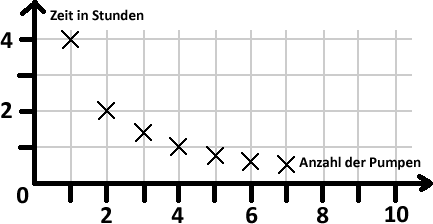 Zeit in Stunden
4
2
Anzahl der Pumpen
0
2 4 6 8 10